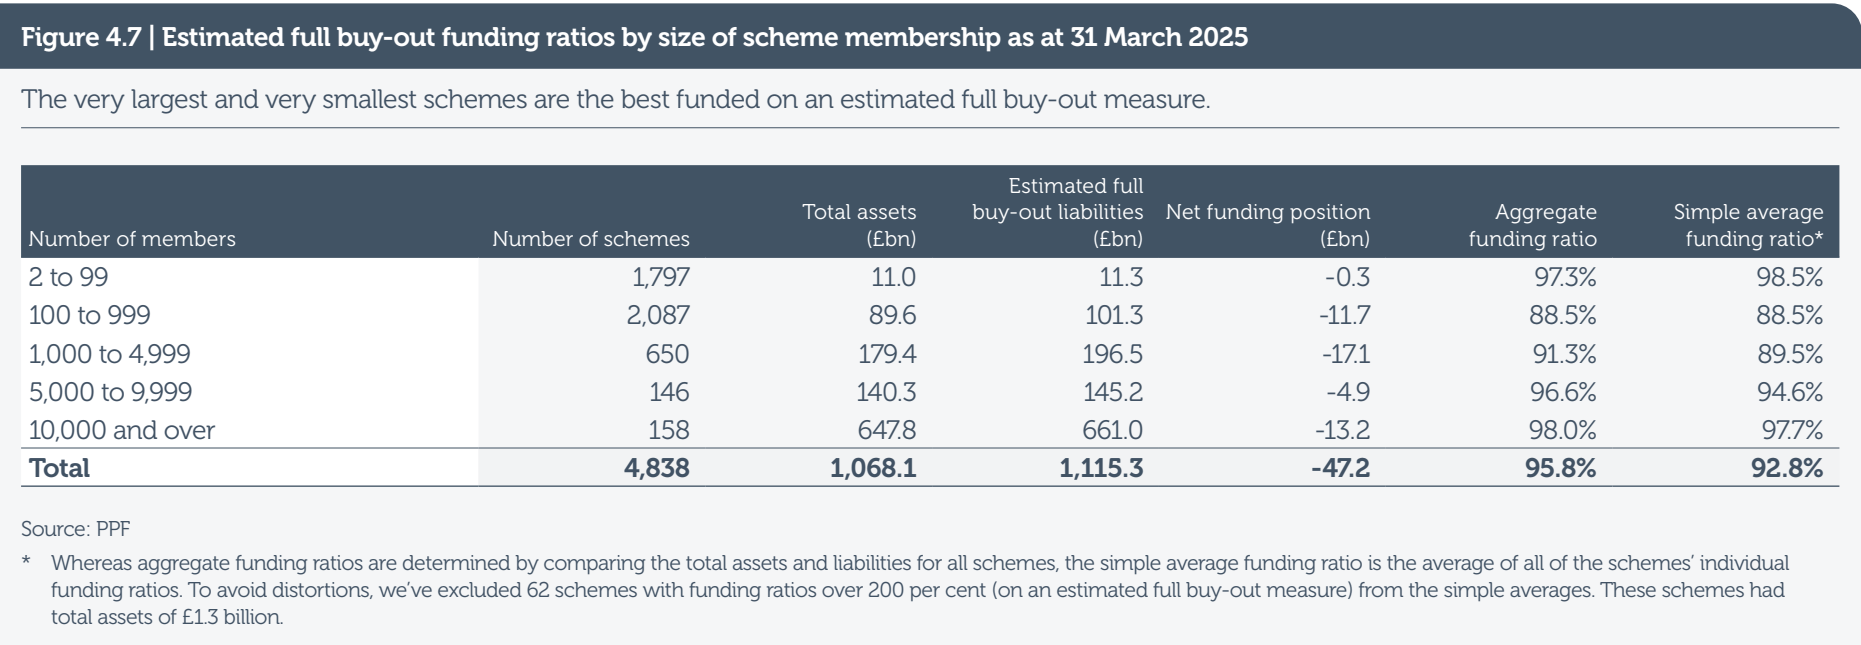 Figure 4.7 | Estimated full buy-out funding ratios by size of scheme membership as at 31 March 2025
The very largest and very smallest schemes are the best funded on an estimated full buy-out measure.
Number of members Number of schemes Total assets (£bn) Estimated full buy-out liabilities (£bn) Net funding position (£bn) Aggregate funding ratio Simple average funding ratio*
2 to 99 1,797 11.0 11.3 -0.3 97.3% 98.5%
100 to 999 2,087 89.6 101.3 -11.7 88.5% 88.5%
1,000 to 4,999 650 179.4 196.5 -17.1 91.3% 89.5%
5,000 to 9,999 146 140.3 145.2 -4.9 96.6% 94.6%
10,000 and over 158 647.8 661.0 -13.2 98.0% 97.7%
Total 4,838 1,068.1 1,115.3 -47.2 95.8% 92.8%
Source: PPF
* Whereas aggregate funding ratios are determined by comparing the total assets and liabilities for all schemes, the simple average funding ratio is the average of all of the schemes' individual
funding ratios. To avoid distortions, we've excluded 62 schemes with funding ratios over 200 per cent (on an estimated full buy-out measure) from the simple averages. These schemes had
total assets of £1.3 billion.